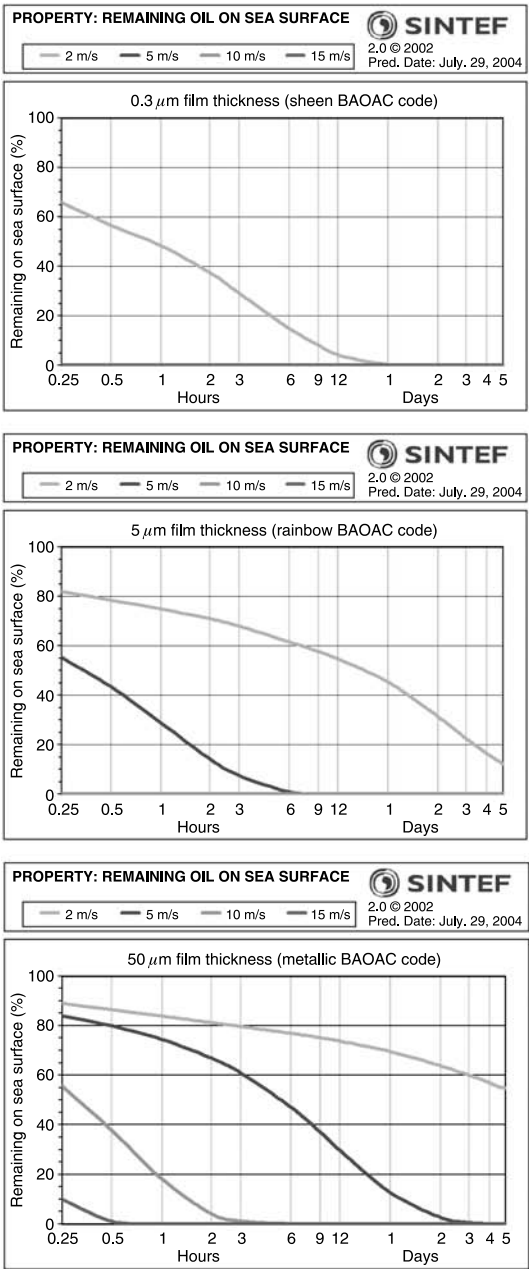 PROPERTY: REMAINING OIL ON SEA SURFACE
SINTEF
2 m/s 5 m/s 10 m/s 15 m/s
2.0 © 2002
Pred. Date: July. 29, 2004
0.3 μm film thickness (sheen BAOAC code)
Remaining on sea surface (%)
100
80
60
40
20
0
0.25 0.5 1 2 3 6 9 12 1 2 3 4 5
Hours Days
PROPERTY: REMAINING OIL ON SEA SURFACE
SINTEF
2 m/s 5 m/s 10 m/s 15 m/s
2.0 © 2002
Pred. Date: July. 29, 2004
5 μm film thickness (rainbow BAOAC code)
Remaining on sea surface (%)
100
80
60
40
20
0
0.25 0.5 1 2 3 6 9 12 1 2 3 4 5
Hours Days
PROPERTY: REMAINING OIL ON SEA SURFACE
SINTEF
2 m/s 5 m/s 10 m/s 15 m/s
2.0 © 2002
Pred. Date: July. 29, 2004
50 μm film thickness (metallic BAOAC code)
Remaining on sea surface (%)
100
80
60
40
20
0
0.25 0.5 1 2 3 6 9 12 1 2 3 4 5
Hours Days